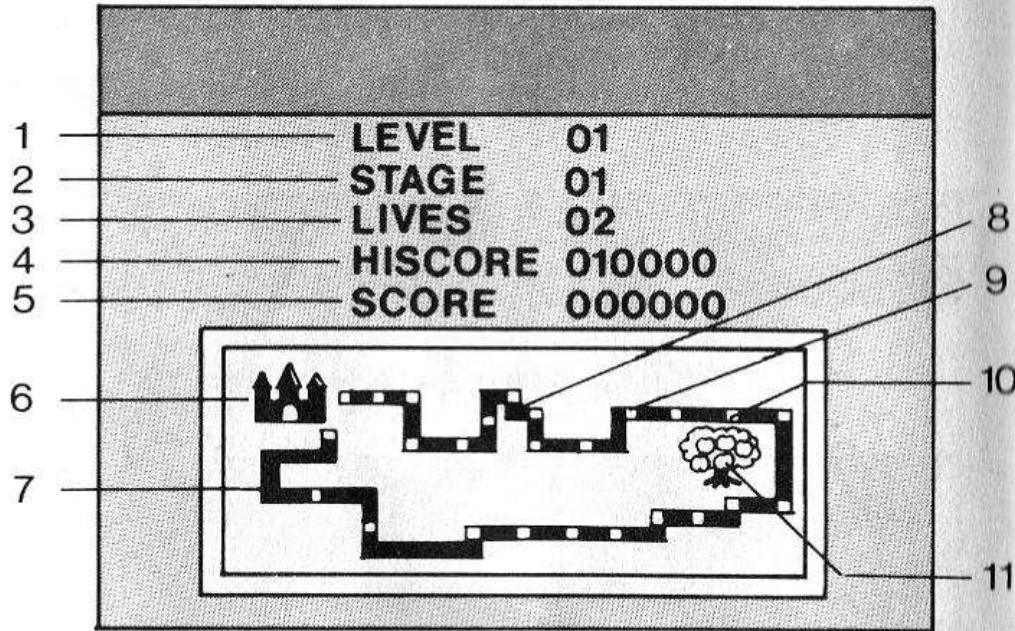 1 LEVEL 01
2 STAGE 01
3 LIVES 02
4 HISCORE 010000
5 SCORE 000000
8
9
6
10
7
11